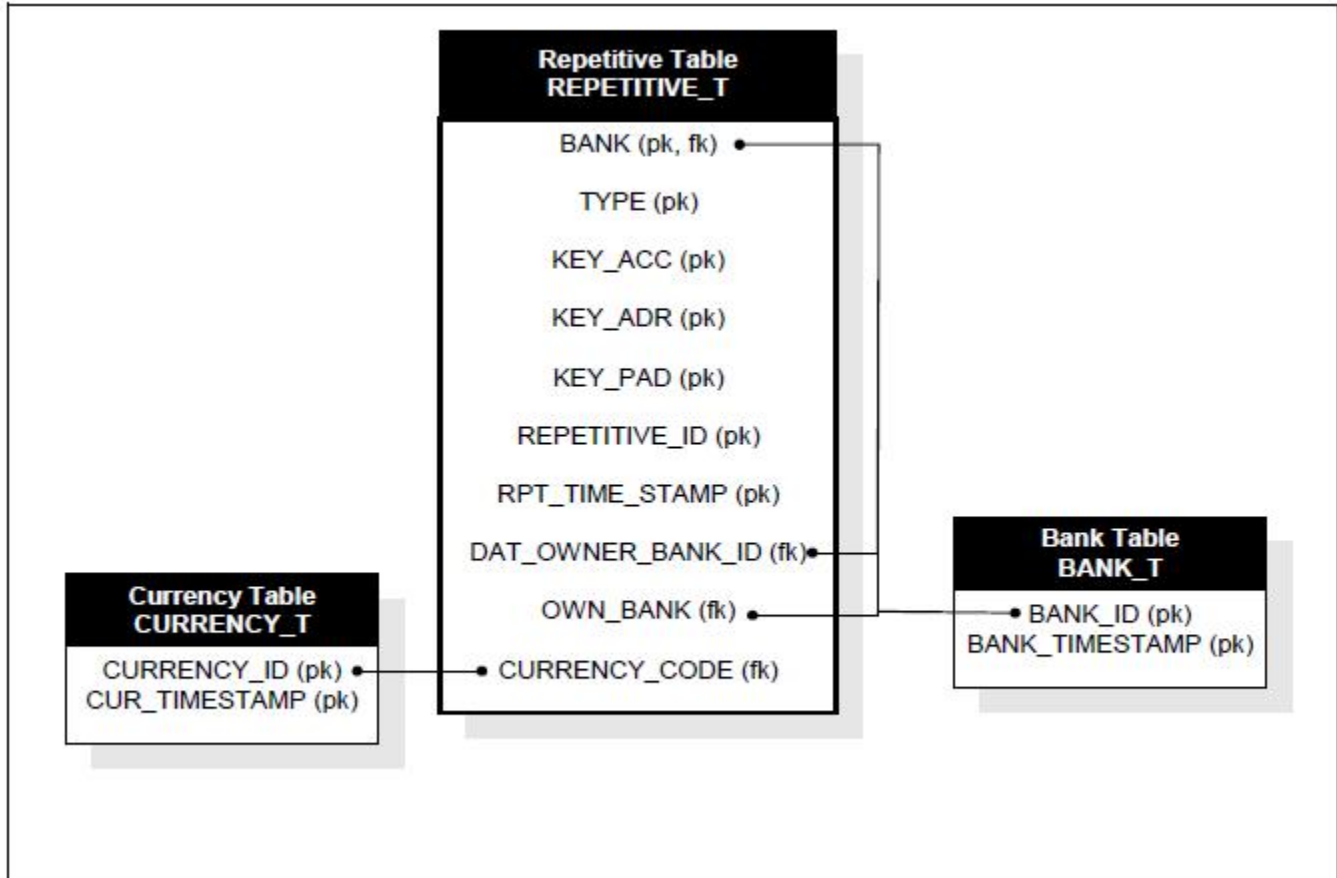 Repetitive Table
REPETITIVE_T
BANK (pk, fk)
TYPE (pk)
KEY_ACC (pk)
KEY_ADR (pk)
KEY_PAD (pk)
REPETITIVE_ID (pk)
RPT_TIME_STAMP (pk)
DAT_OWNER_BANK_ID (fk)
OWN_BANK (fk)
CURRENCY_CODE (fk)
Currency Table
CURRENCY_T
CURRENCY_ID (pk)
CUR_TIMESTAMP (pk)
Bank Table
BANK_T
BANK_ID (pk)
BANK_TIMESTAMP (pk)